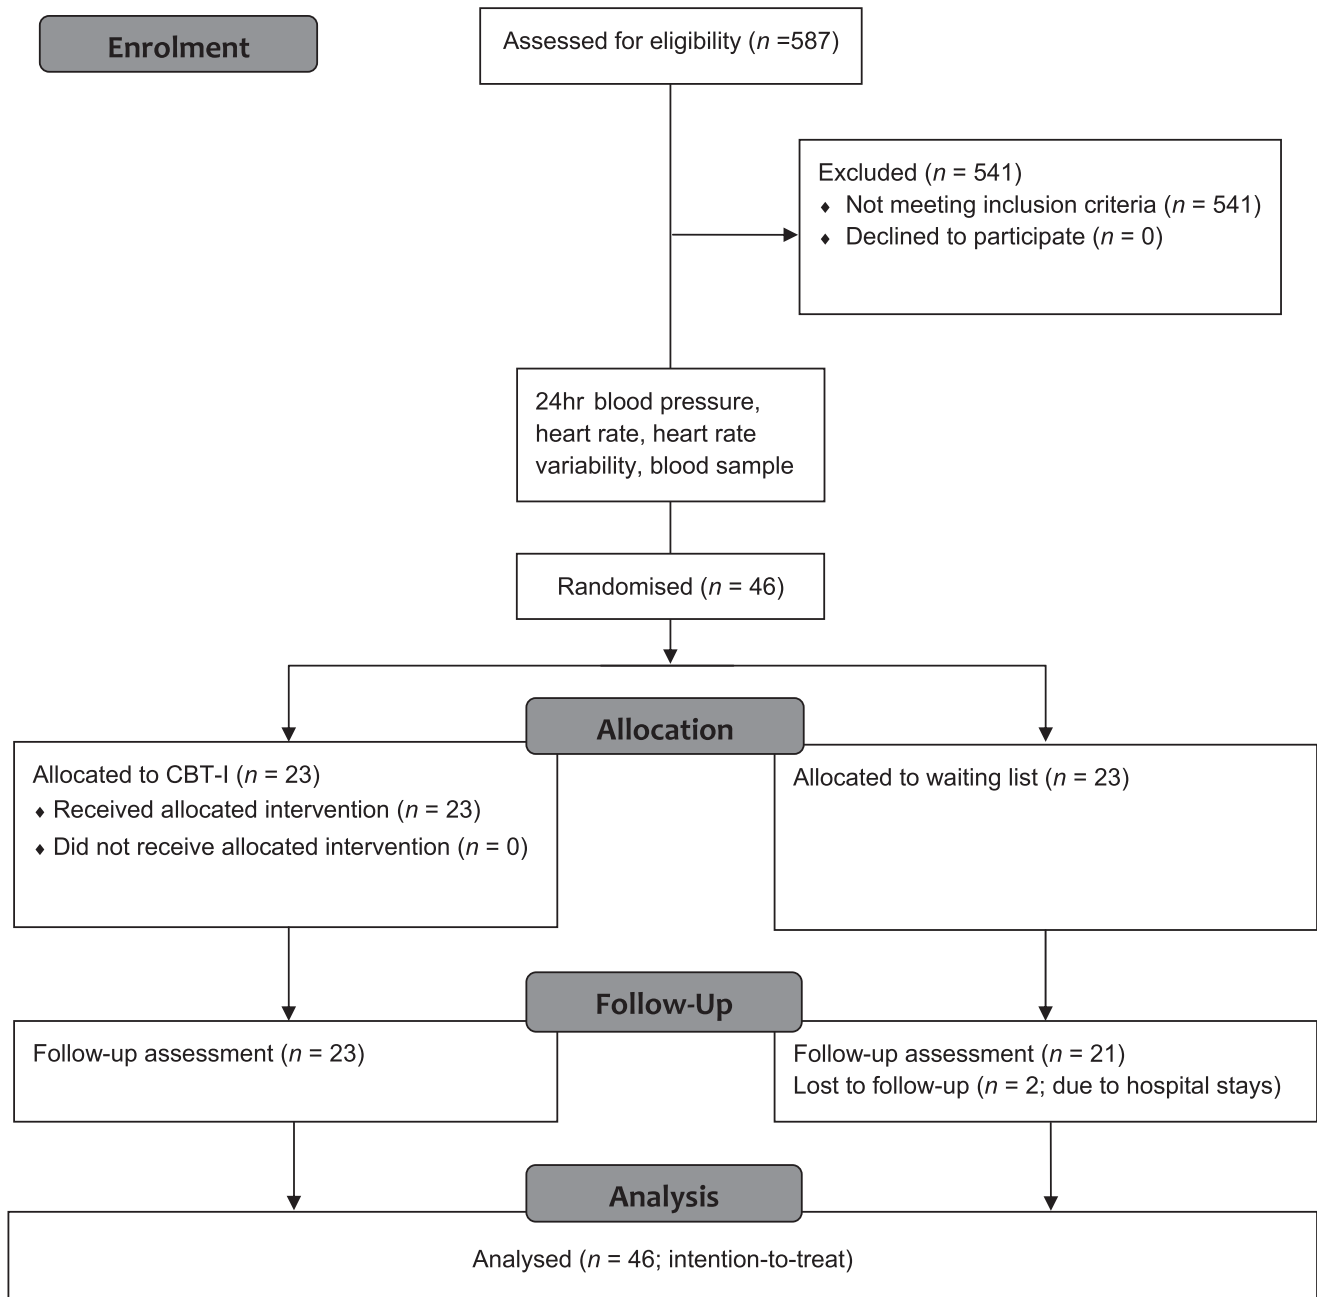 Enrolment
Assessed for eligibility (n =587)
Excluded (n = 541)
♦ Not meeting inclusion criteria (n = 541)
♦ Declined to participate (n = 0)
24hr blood pressure,
heart rate, heart rate
variability, blood sample
Randomised (n = 46)
Allocation
Allocated to CBT-I (n = 23)
♦ Received allocated intervention (n = 23)
♦ Did not receive allocated intervention (n = 0)
Allocated to waiting list (n = 23)
Follow-Up
Follow-up assessment (n = 23)
Follow-up assessment (n = 21)
Lost to follow-up (n = 2; due to hospital stays)
Analysis
Analysed (n = 46; intention-to-treat)